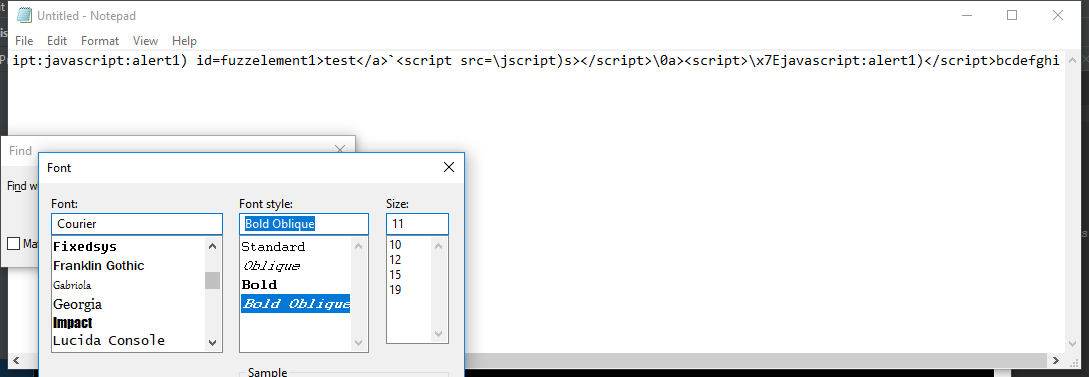 Untitled - Notepad
File Edit Format View Help
ipt:javascript:alert1) id=fuzzelement1>test</a>`<script src=\jscript)s></script>\0a><script>\x7Ejavascript:alert1)</script>bcdefghi
Find
Font
Find w
Font: Font style: Size:
Courier Bold Oblique 11
Fixedsys Standard 10
Franklin Gothic Oblique 12
Gabriola Bold 15
Georgia Bold Oblique 19
Impact
Lucida Console
Sample